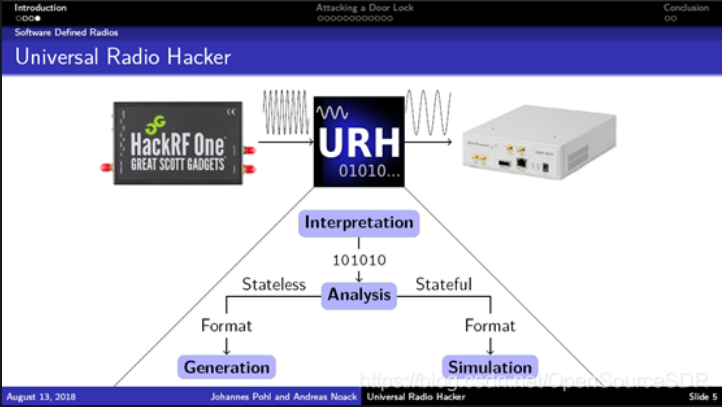 Introduction
Attacking a Door Lock
Conclusion
Software Defined Radios
Universal Radio Hacker
HackRF One
GREAT SCOTT GADGETS
URH
01010...
Interpretation
101010
Stateless
Stateful
Analysis
Format
Format
Generation
Simulation
https://blog.csdn.net/OpenSourceSDR
August 13, 2018
Johannes Pohl and Andreas Noack
Universal Radio Hacker
Slide 5